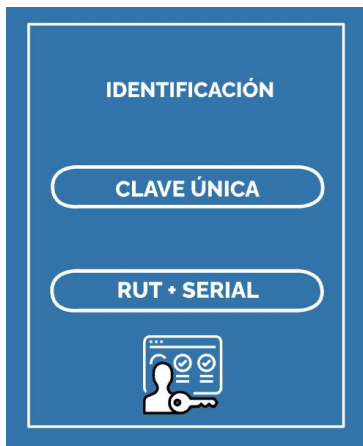 IDENTIFICACIÓN
CLAVE ÚNICA
RUT + SERIAL